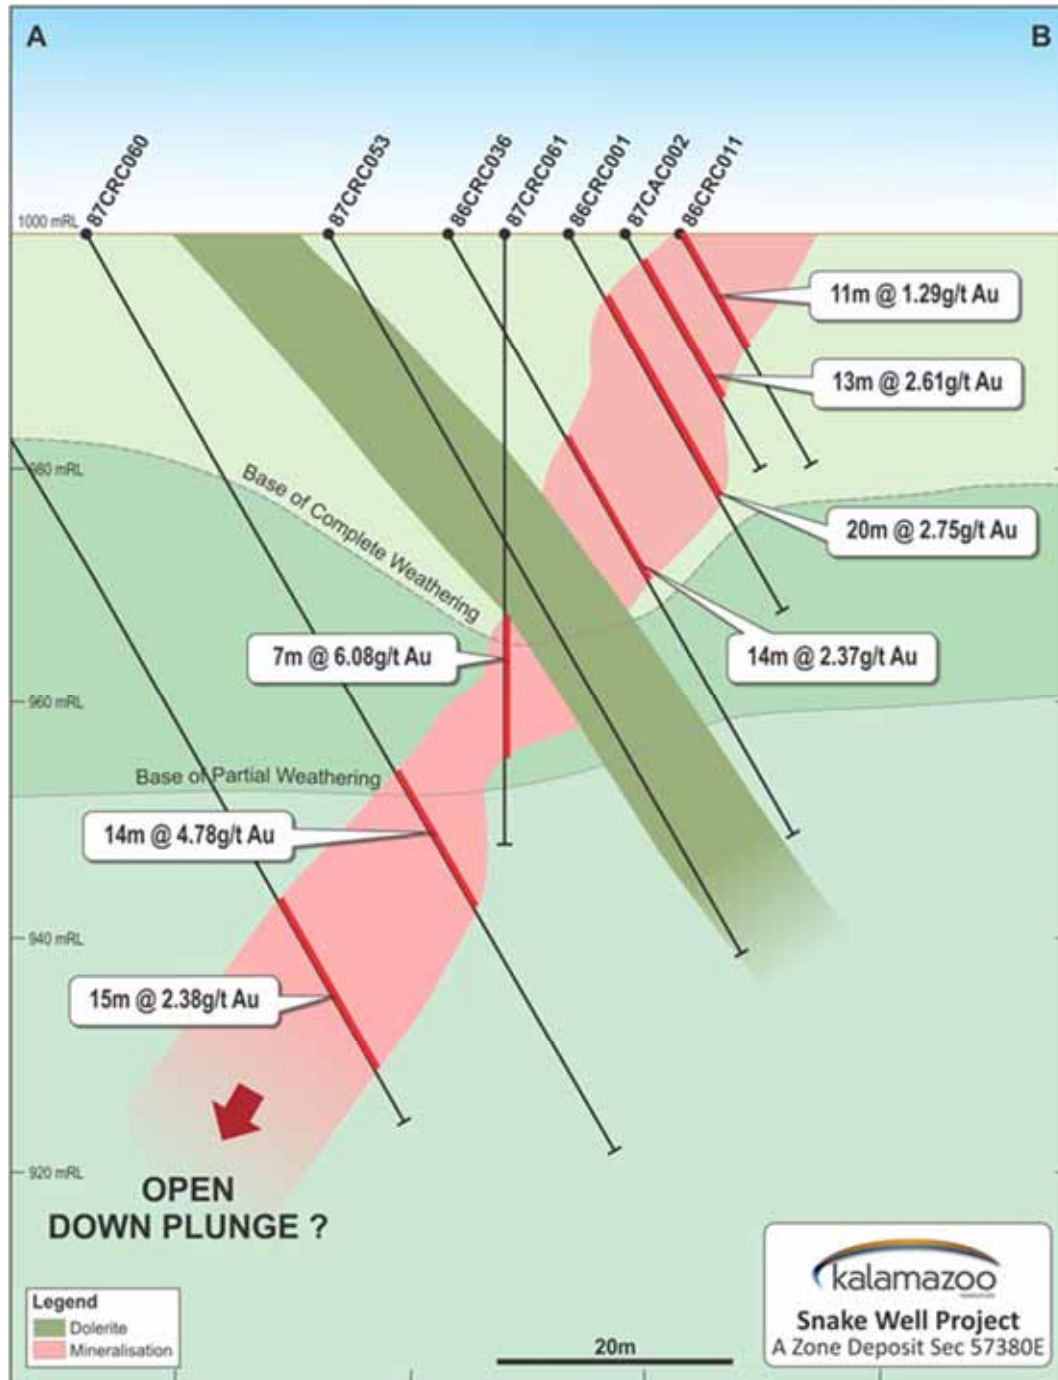 A
B
87CRC060
87CRC053
86CRC036
87CRC061
86CRC001
87CAC002
86CRC011
1000 mRL
11m @ 1.29g/t Au
13m @ 2.61g/t Au
980 mRL
Base of Complete Weathering
20m @ 2.75g/t Au
7m @ 6.08g/t Au
14m @ 2.37g/t Au
960 mRL
Base of Partial Weathering
14m @ 4.78g/t Au
940 mRL
15m @ 2.38g/t Au
920 mRL
OPEN
DOWN PLUNGE ?
Legend
Dolerite
Mineralisation
20m
kalamazoo
Snake Well Project
A Zone Deposit Sec 57380E